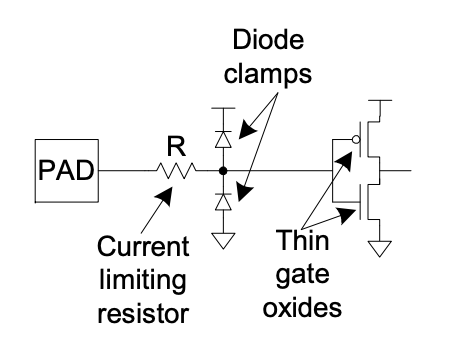 Diode
clamps
R
PAD
Current
limiting
resistor
Thin
gate
oxides